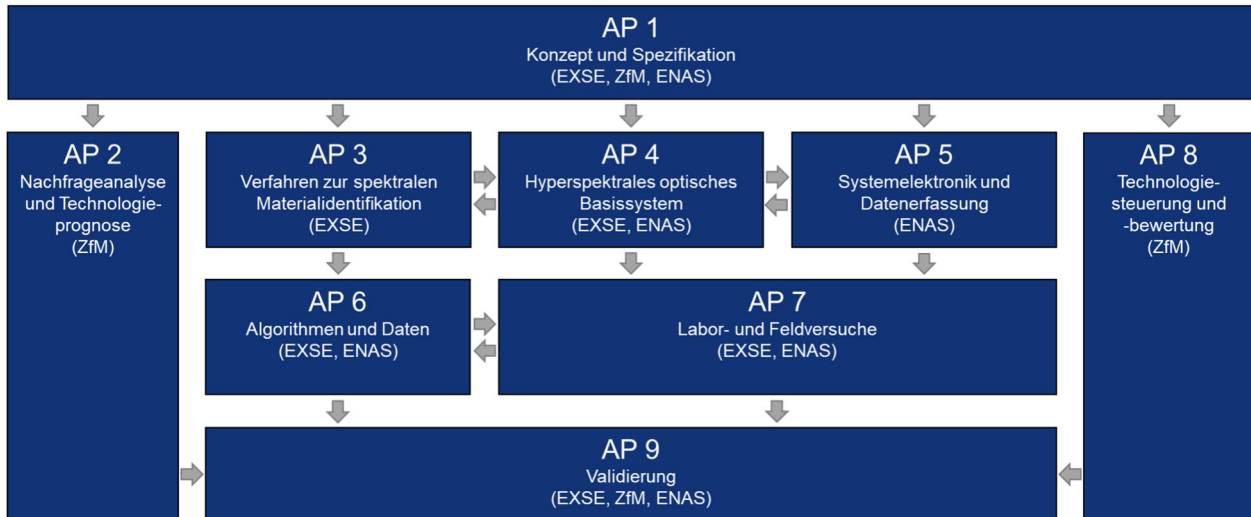 AP 1
Konzept und Spezifikation
(EXSE, ZfM, ENAS)
AP 2
Nachfrageanalyse
und Technologie-
prognose
(ZfM)
AP 3
Verfahren zur spektralen
Materialidentifikation
(EXSE)
AP 4
Hyperspektrales optisches
Basissystem
(EXSE, ENAS)
AP 5
Systemelektronik und
Datenerfassung
(ENAS)
AP 8
Technologie-
steuerung und
-bewertung
(ZfM)
AP 6
Algorithmen und Daten
(EXSE, ENAS)
AP 7
Labor- und Feldversuche
(EXSE, ENAS)
AP 9
Validierung
(EXSE, ZfM, ENAS)